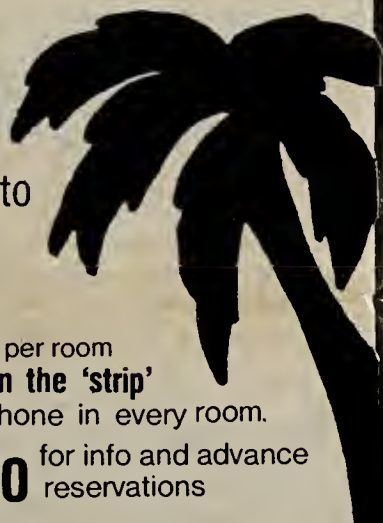 to
per room
n the ‘strip’
hone in every room.
0 for info and advance
reservations